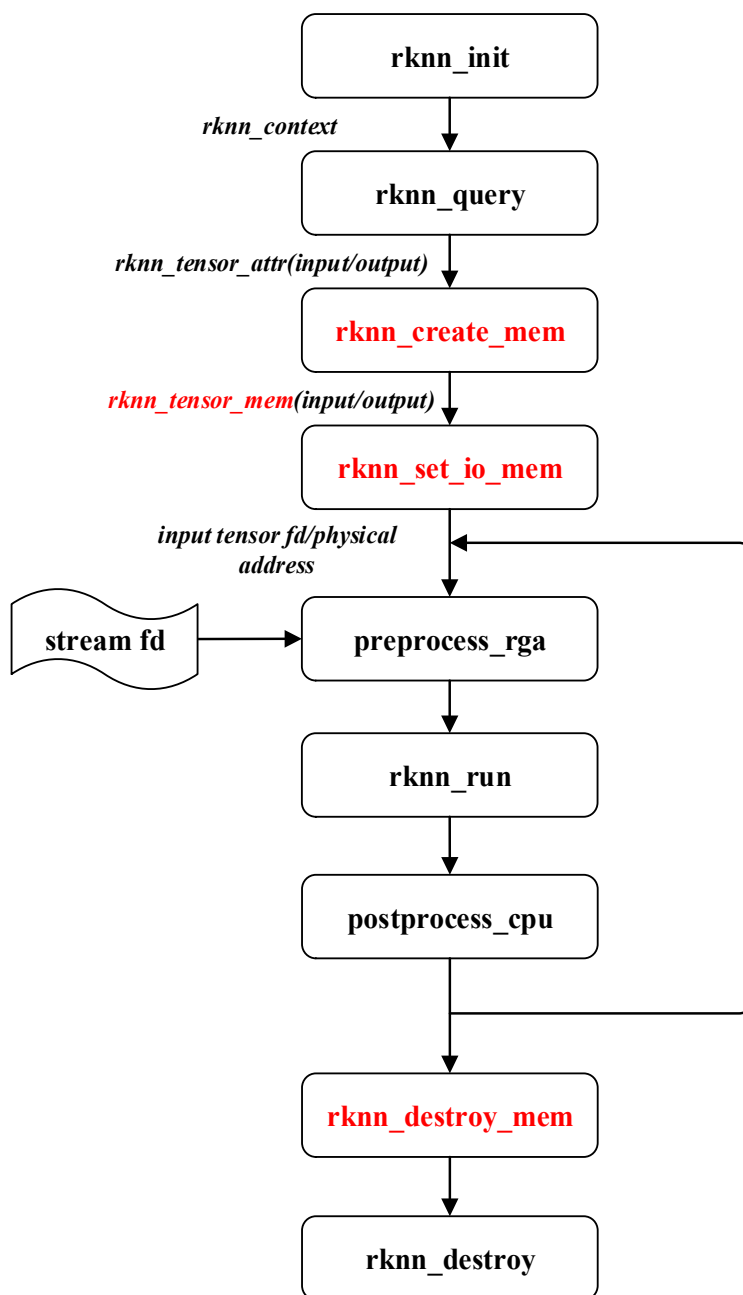 rknn_init
rknn_context
rknn_query
rknn_tensor_attr(input/output)
rknn_create_mem
rknn_tensor_mem(input/output)
rknn_set_io_mem
input tensor fd/physical
address
stream fd
preprocess_rga
rknn_run
postprocess_cpu
rknn_destroy_mem
rknn_destroy